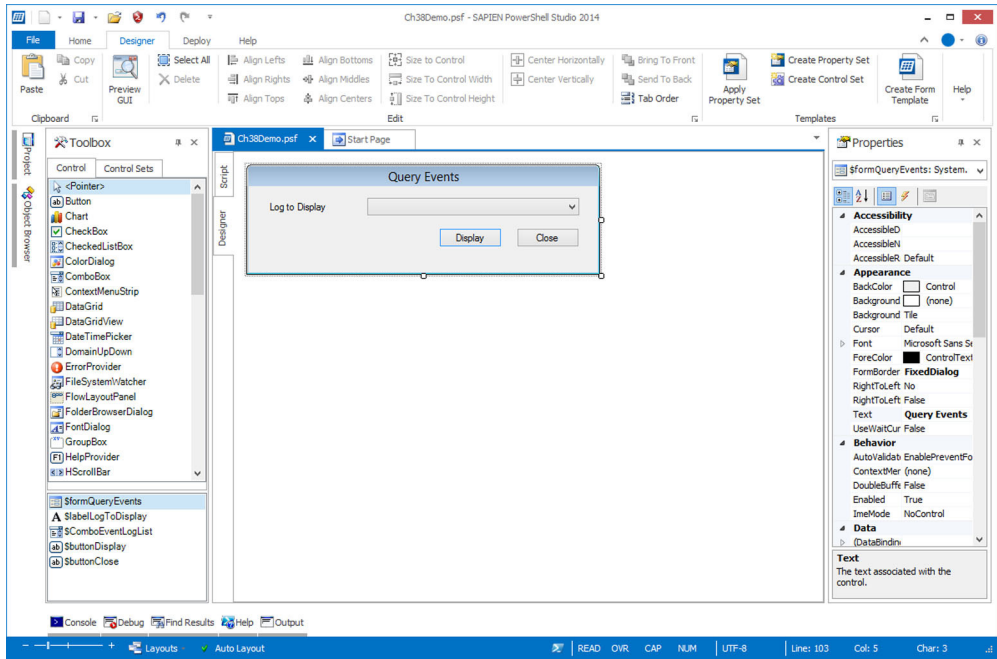 Ch38Demo.psf - SAPIEN PowerShell Studio 2014
File Home Designer Deploy Help
Paste
Copy
Cut
Preview GUI
Select All
Delete
Align Lefts
Align Rights
Align Tops
Align Bottoms
Align Middles
Align Centers
Size to Control
Size To Control Width
Size To Control Height
Center Horizontally
Center Vertically
Bring To Front
Send To Back
Tab Order
Apply Property Set
Create Property Set
Create Control Set
Create Form Template
Help
Clipboard
Edit
Templates
Project
Object Browser
Toolbox
Control Control Sets
<Pointer>
Button
Chart
CheckBox
CheckedListBox
ColorDialog
ComboBox
ContextMenuStrip
DataGrid
DataGridView
DateTimePicker
DomainUpDown
ErrorProvider
FileSystemWatcher
FlowLayoutPanel
FolderBrowserDialog
FontDialog
GroupBox
HelpProvider
HScrollBar
$formQueryEvents
$labelLogToDisplay
$ComboEventLogList
$buttonDisplay
$buttonClose
Ch38Demo.psf
Start Page
Script
Designer
Query Events
Log to Display
Display Close
Properties
$formQueryEvents: System.
Accessibility
AccessibleD
AccessibleN
AccessibleR Default
Appearance
BackColor Control
Background (none)
Background Tile
Cursor Default
Font Microsoft Sans Se
ForeColor ControlText
FormBorder FixedDialog
RightToLeft No
RightToLeft False
Text Query Events
UseWaitCur False
Behavior
AutoValidat EnablePreventFo
ContextMer (none)
DoubleBuffe False
Enabled True
ImeMode NoControl
Data
(DataBindin
Text
The text associated with the
control.
Console Debug Find Results Help Output
Layouts Auto Layout
READ OVR CAP NUM UTF-8 Line: 103 Col: 5 Char: 3